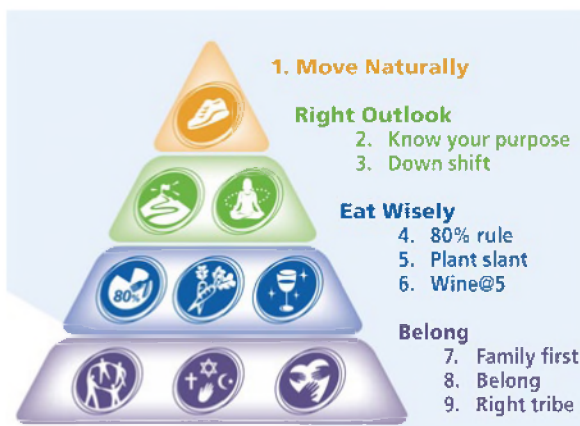 1. Move Naturally
Right Outlook
2. Know your purpose
3. Down shift
Eat Wisely
4. 80% rule
5. Plant slant
6. Wine@5
80%
Belong
7. Family first
8. Belong
9. Right tribe